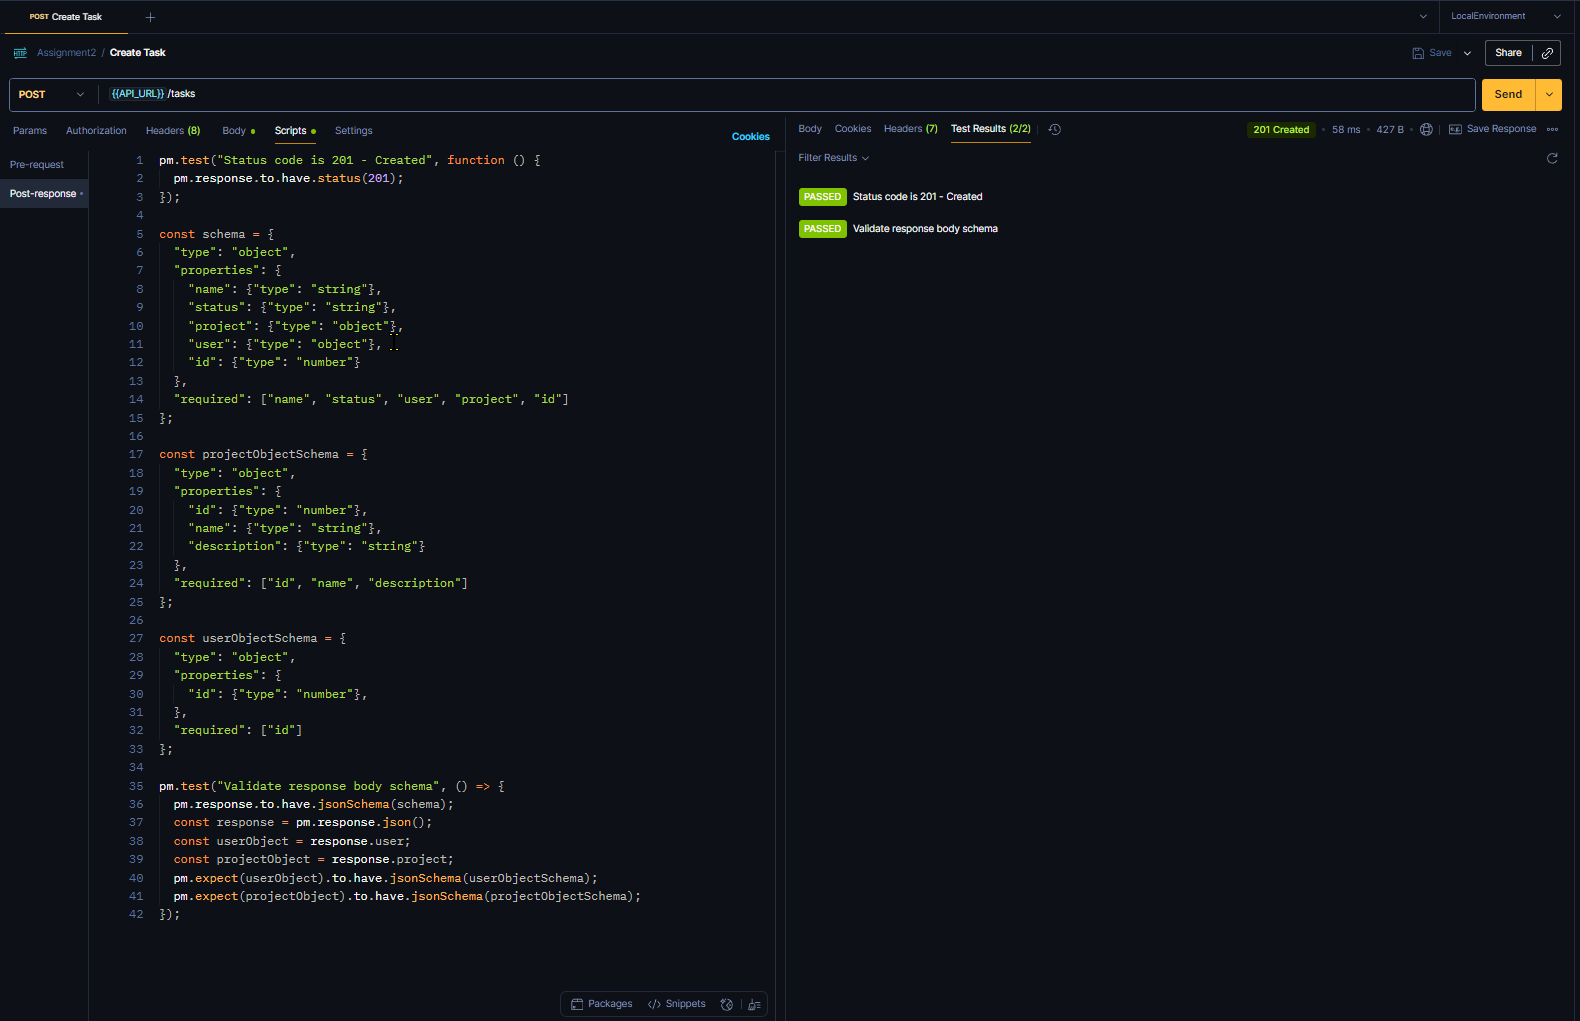 POST Create Task
LocalEnvironment
HTTP Assignment2 / Create Task
Save Share
POST {{API_URL}}/tasks
Send
Params Authorization Headers (8) Body Scripts Settings
Cookies
Pre-request
Post-response
1 pm.test("Status code is 201 - Created", function () {
2 pm.response.to.have.status(201);
3 });
4
5 const schema = {
6 "type": "object",
7 "properties": {
8 "name": {"type": "string"},
9 "status": {"type": "string"},
10 "project": {"type": "object"},
11 "user": {"type": "object"},
12 "id": {"type": "number"}
13 },
14 "required": ["name", "status", "user", "project", "id"]
15 };
16
17 const projectObjectSchema = {
18 "type": "object",
19 "properties": {
20 "id": {"type": "number"},
21 "name": {"type": "string"},
22 "description": {"type": "string"}
23 },
24 "required": ["id", "name", "description"]
25 };
26
27 const userObjectSchema = {
28 "type": "object",
29 "properties": {
30 "id": {"type": "number"},
31 },
32 "required": ["id"]
33 };
34
35 pm.test("Validate response body schema", () => {
36 pm.response.to.have.jsonSchema(schema);
37 const response = pm.response.json();
38 const userObject = response.user;
39 const projectObject = response.project;
40 pm.expect(userObject).to.have.jsonSchema(userObjectSchema);
41 pm.expect(projectObject).to.have.jsonSchema(projectObjectSchema);
42 });
Packages Snippets
Body Cookies Headers (7) Test Results (2/2)
201 Created • 58 ms • 427 B • Save Response
Filter Results
PASSED Status code is 201 - Created
PASSED Validate response body schema